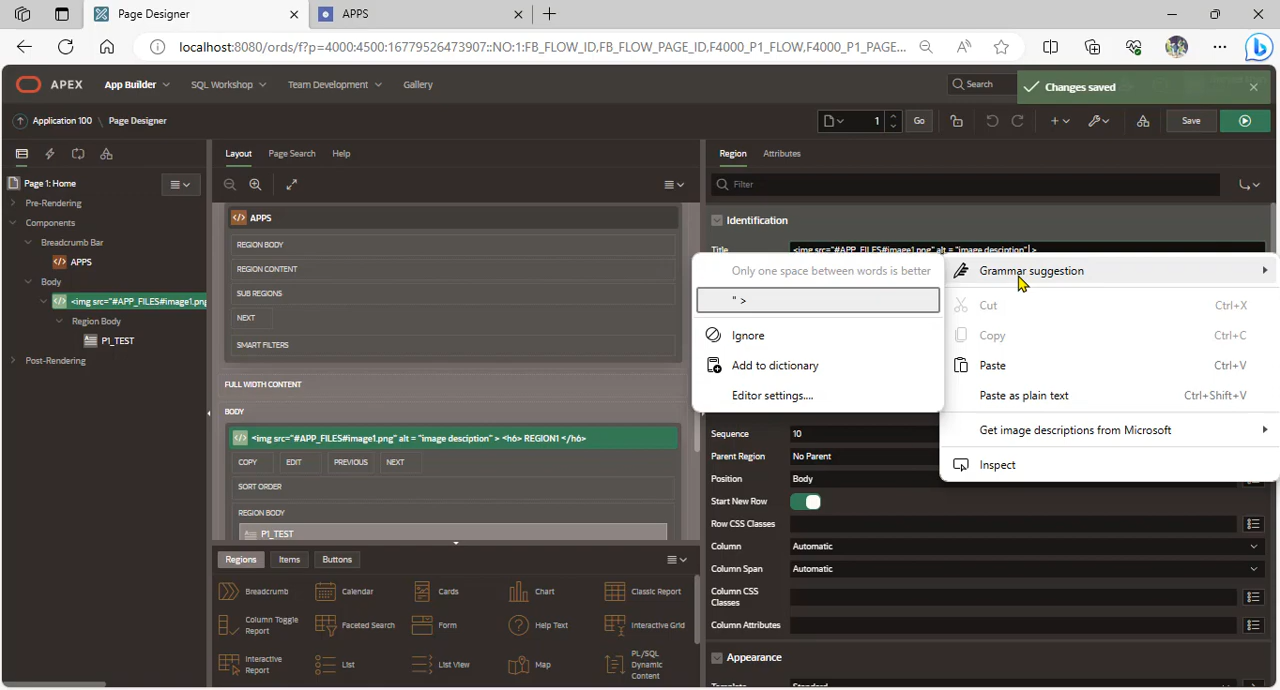 Page Designer
APPS
localhost:8080/ords/f?p=4000:4500:16779526473907::NO:1:FB_FLOW_ID,FB_FLOW_PAGE_ID,F4000_P1_FLOW,F4000_P1_PAGE...
APEX
App Builder
SQL Workshop
Team Development
Gallery
Search
Changes saved
Application 100 \ Page Designer
1
Go
Save
Layout
Page Search
Help
Region
Attributes
Page 1: Home
Pre-Rendering
Components
Breadcrumb Bar
APPS
Body
<img src="#APP_FILES#image1.png
Region Body
P1_TEST
Post-Rendering
APPS
REGION BODY
REGION CONTENT
SUB REGIONS
NEXT
SMART FILTERS
FULL WIDTH CONTENT
BODY
<img src="#APP_FILES#image1.png" alt = "image desciption" > <h6> REGION1 </h6>
COPY
EDIT
PREVIOUS
NEXT
SORT ORDER
REGION BODY
P1_TEST
Regions
Items
Buttons
Breadcrumb
Calendar
Cards
Chart
Classic Report
Column Toggle Report
Faceted Search
Form
Help Text
Interactive Grid
Interactive Report
List
List View
Map
PL/SQL Dynamic Content
Filter
Identification
Title
<img src="#APP_FILES#image1.png" alt = "image desciption" >
Only one space between words is better
" >
Ignore
Add to dictionary
Editor settings....
Grammar suggestion
Cut Ctrl+X
Copy Ctrl+C
Paste Ctrl+V
Paste as plain text Ctrl+Shift+V
Get image descriptions from Microsoft
Inspect
Sequence 10
Parent Region No Parent
Position Body
Start New Row
Row CSS Classes
Column Automatic
Column Span Automatic
Column CSS Classes
Column Attributes
Appearance